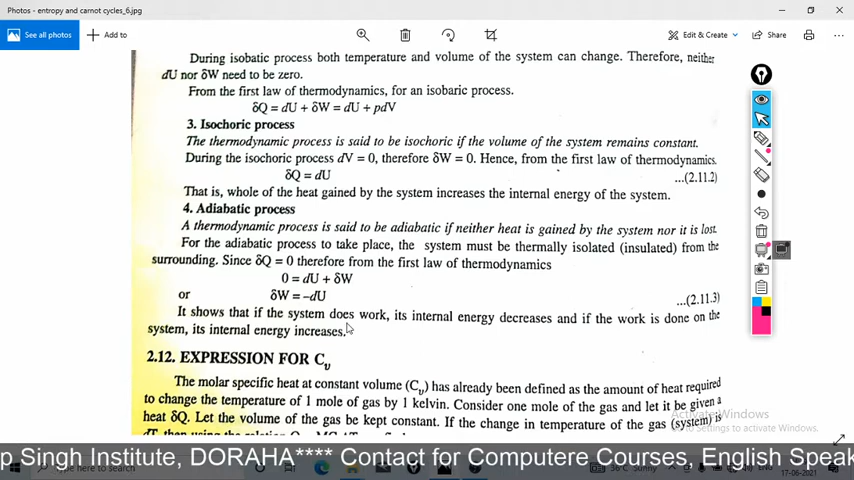 Photos - entropy and carnot cycles_6.jpg
See all photos
Add to
Edit & Create
Share
During isobatic process both temperature and volume of the system can change. Therefore, neither
dU nor δW need to be zero.
From the first law of thermodynamics, for an isobaric process.
δQ = dU + δW = dU + pdV
3. Isochoric process
The thermodynamic process is said to be isochoric if the volume of the system remains constant.
During the isochoric process dV = 0, therefore δW = 0. Hence, from the first law of thermodynamics.
δQ = dU ...(2.11.2)
That is, whole of the heat gained by the system increases the internal energy of the system.
4. Adiabatic process
A thermodynamic process is said to be adiabatic if neither heat is gained by the system nor it is lost.
For the adiabatic process to take place, the system must be thermally isolated (insulated) from the
surrounding. Since δQ = 0 therefore from the first law of thermodynamics
0 = dU + δW
or δW = –dU ...(2.11.3)
It shows that if the system does work, its internal energy decreases and if the work is done on the
system, its internal energy increases.
2.12. EXPRESSION FOR Cv
The molar specific heat at constant volume (Cv) has already been defined as the amount of heat required
to change the temperature of 1 mole of gas by 1 kelvin. Consider one mole of the gas and let it be given a
heat δQ. Let the volume of the gas be kept constant. If the change in temperature of the gas (system) is
Activate Windows
Go to Settings to activate Windows.
p Singh Institute, DORAHA**** Contact for Computere Courses, English Speak
Type here to search
36°C Sunny
ENG
17-06-2021